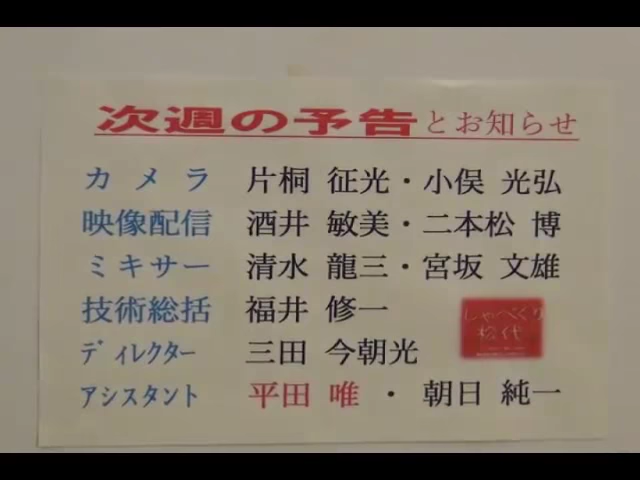 次週の予告とお知らせ
カメラ 片桐 征光・小俣 光弘
映像配信 酒井 敏美・二本松 博
ミキサー 清水 龍三・宮坂 文雄
技術総括 福井 修一
しゃべくり
松代
ディレクター 三田 今朝光
アシスタント 平田 唯・朝日 純一